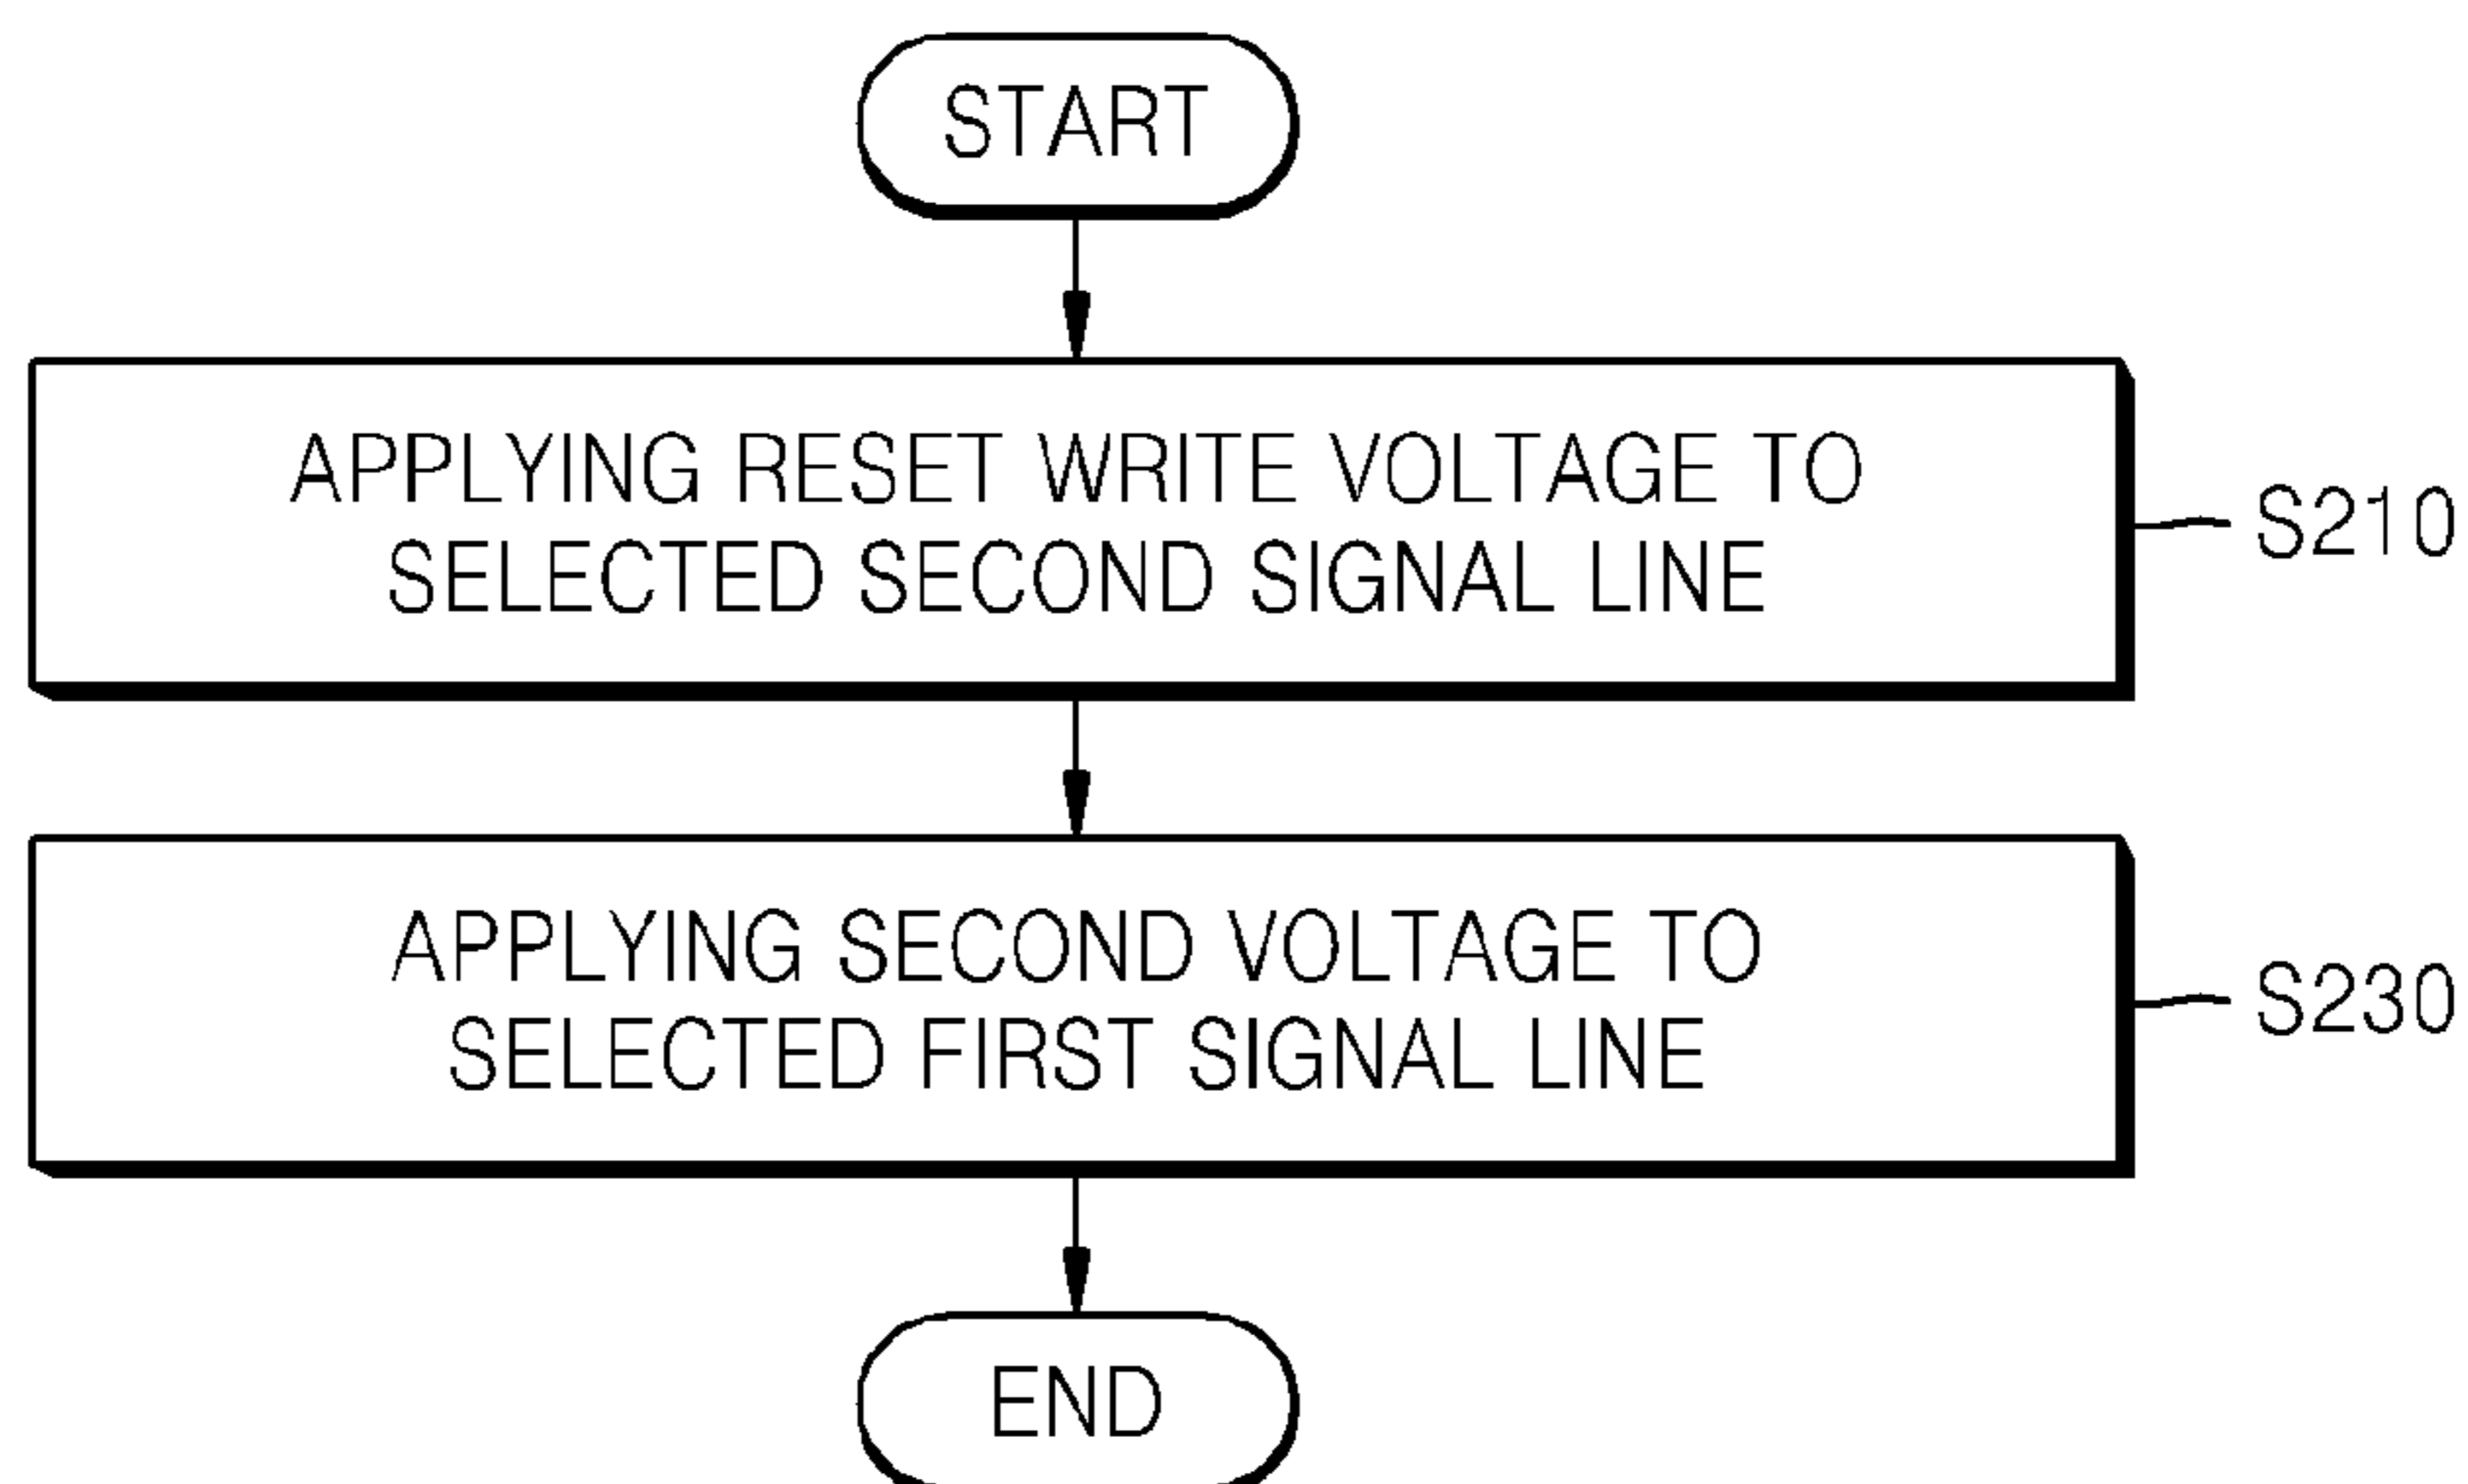 START
APPLYING RESET WRITE VOLTAGE TO
SELECTED SECOND SIGNAL LINE
S210
APPLYING SECOND VOLTAGE TO
SELECTED FIRST SIGNAL LINE
S230
END